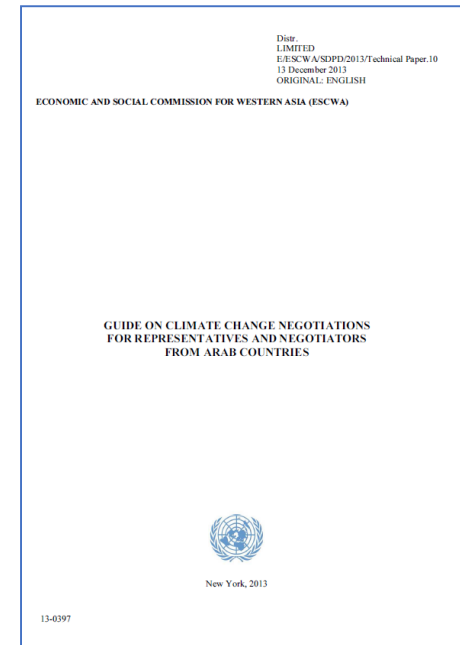 Distr.
LIMITED
E/ESCWA/SDPD/2013/Technical Paper.10
13 December 2013
ORIGINAL: ENGLISH
ECONOMIC AND SOCIAL COMMISSION FOR WESTERN ASIA (ESCWA)
GUIDE ON CLIMATE CHANGE NEGOTIATIONS
FOR REPRESENTATIVES AND NEGOTIATORS
FROM ARAB COUNTRIES
New York, 2013
13-0397